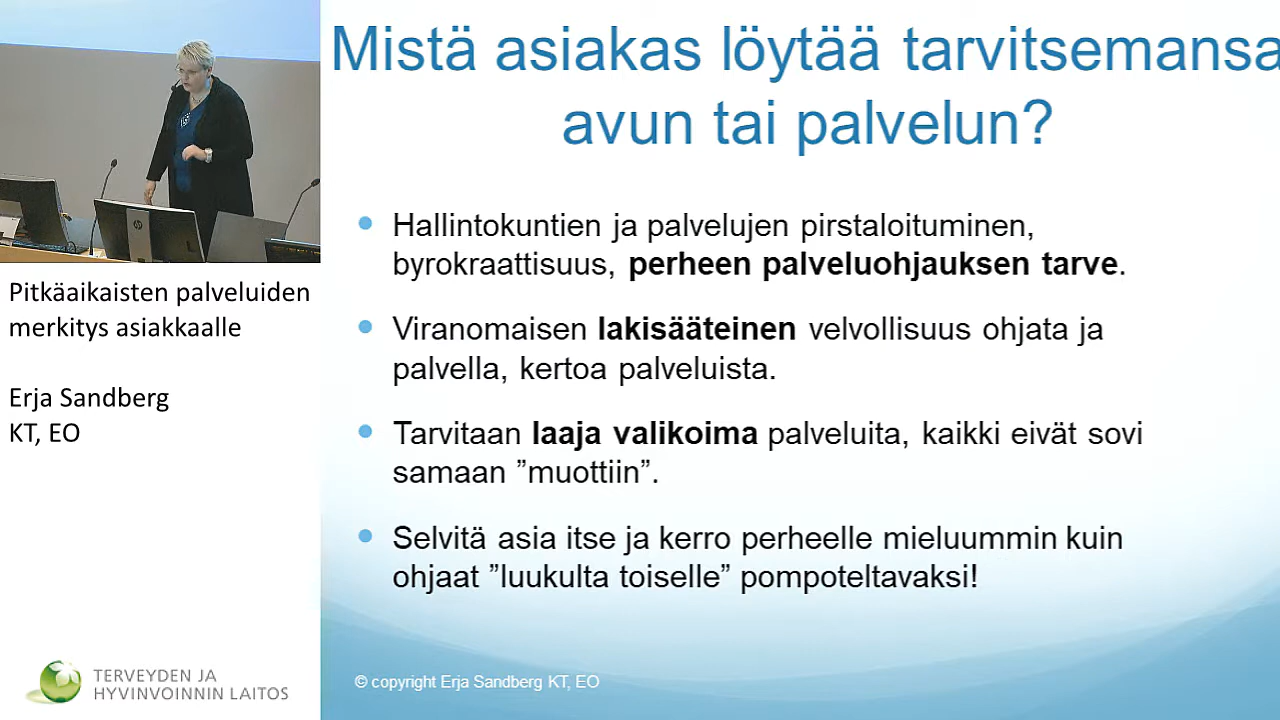 Mistä asiakas löytää tarvitsemansa
avun tai palvelun?
Hallintokuntien ja palvelujen pirstaloituminen,
byrokraattisuus, perheen palveluohjauksen tarve.
Viranomaisen lakisääteinen velvollisuus ohjata ja
palvella, kertoa palveluista.
Tarvitaan laaja valikoima palveluita, kaikki eivät sovi
samaan ”muottiin”.
Selvitä asia itse ja kerro perheelle mieluummin kuin
ohjaat ”luukulta toiselle” pompoteltavaksi!
© copyright Erja Sandberg KT, EO
Pitkäaikaisten palveluiden
merkitys asiakkaalle
Erja Sandberg
KT, EO
TERVEYDEN JA
HYVINVOINNIN LAITOS